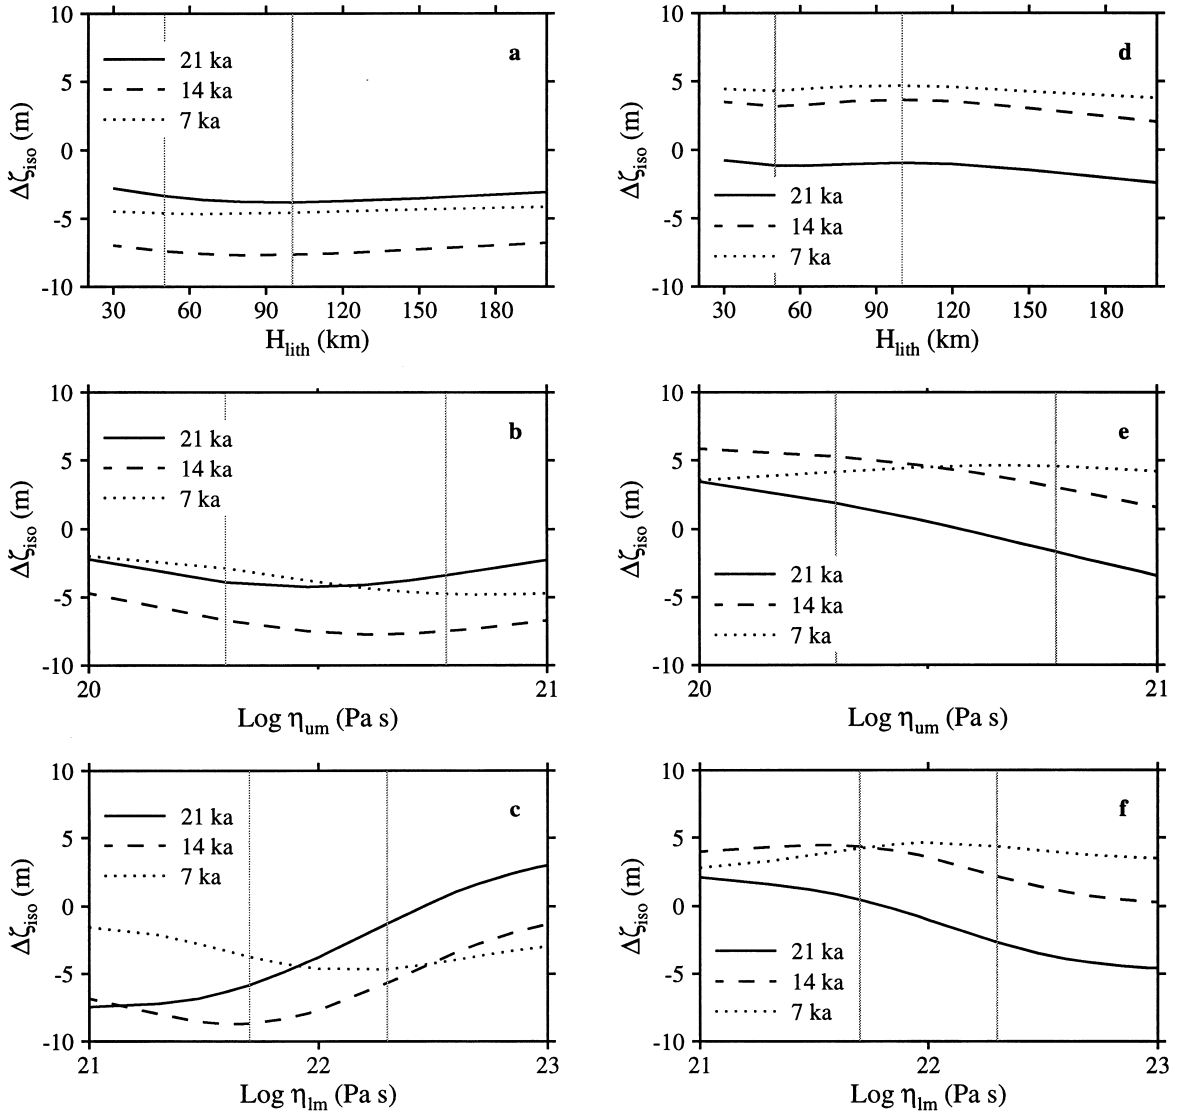 10
5
0
-5
-10
Δζiso (m)
21 ka
14 ka
7 ka
a
30 60 90 120 150 180
Hlith (km)
10
5
0
-5
-10
Δζiso (m)
d
21 ka
14 ka
7 ka
30 60 90 120 150 180
Hlith (km)
10
5
0
-5
-10
Δζiso (m)
21 ka
14 ka
7 ka
b
20 21
Log ηum (Pa s)
10
5
0
-5
-10
Δζiso (m)
e
21 ka
14 ka
7 ka
20 21
Log ηum (Pa s)
10
5
0
-5
-10
Δζiso (m)
21 ka
14 ka
7 ka
c
21 22 23
Log ηlm (Pa s)
10
5
0
-5
-10
Δζiso (m)
f
21 ka
14 ka
7 ka
21 22 23
Log ηlm (Pa s)